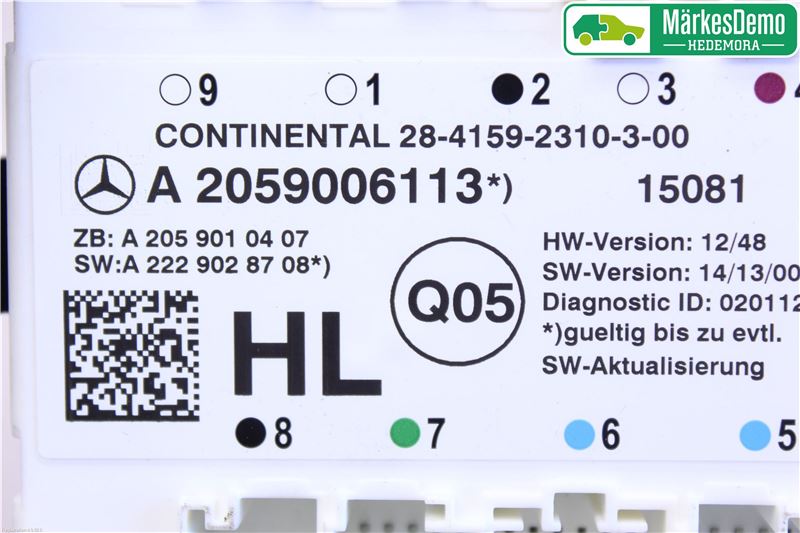 MärkesDemo
HEDEMORA
9 1 2 3 4
CONTINENTAL 28-4159-2310-3-00
A 2059006113*) 15081
ZB: A 205 901 04 07
SW:A 222 902 87 08*)
HW-Version: 12/48
SW-Version: 14/13/00
Diagnostic ID: 020112
*)gueltig bis zu evtl.
SW-Aktualisierung
Q05
HL
8 7 6 5